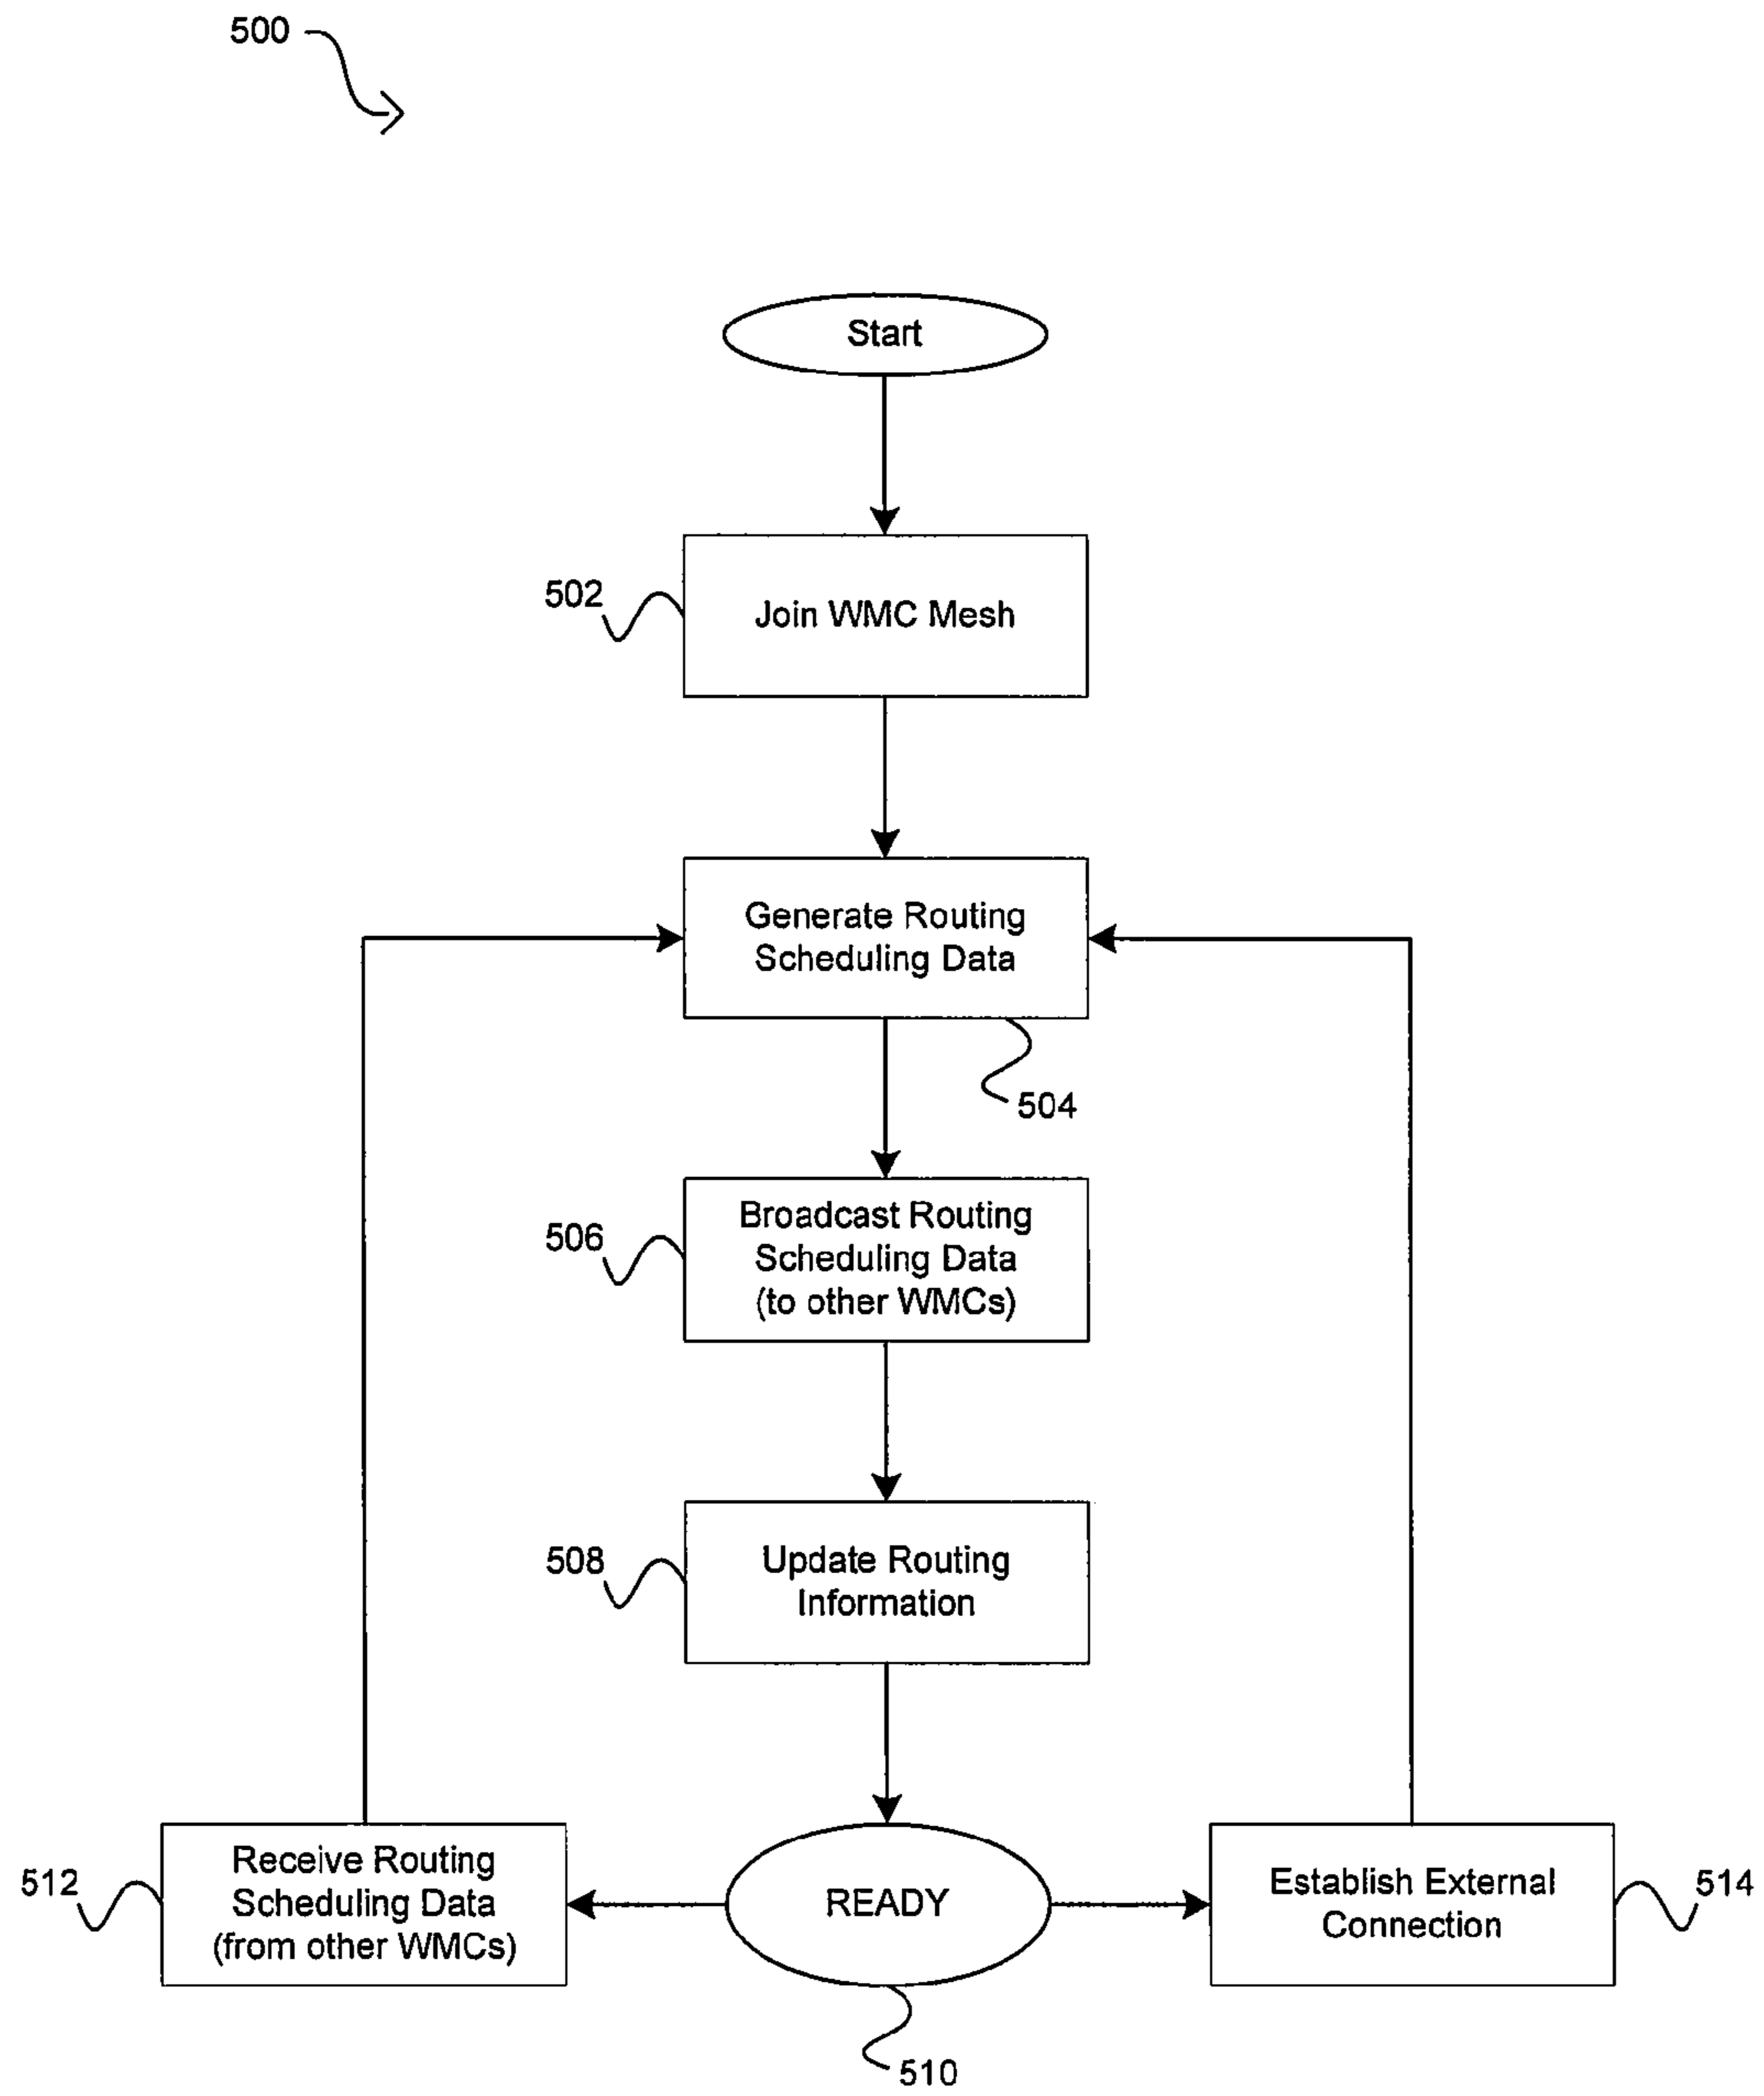 500
Start
502
Join WMC Mesh
Generate Routing
Scheduling Data
504
506
Broadcast Routing
Scheduling Data
(to other WMCs)
508
Update Routing
Information
512
Receive Routing
Scheduling Data
(from other WMCs)
READY
Establish External
Connection
514
510